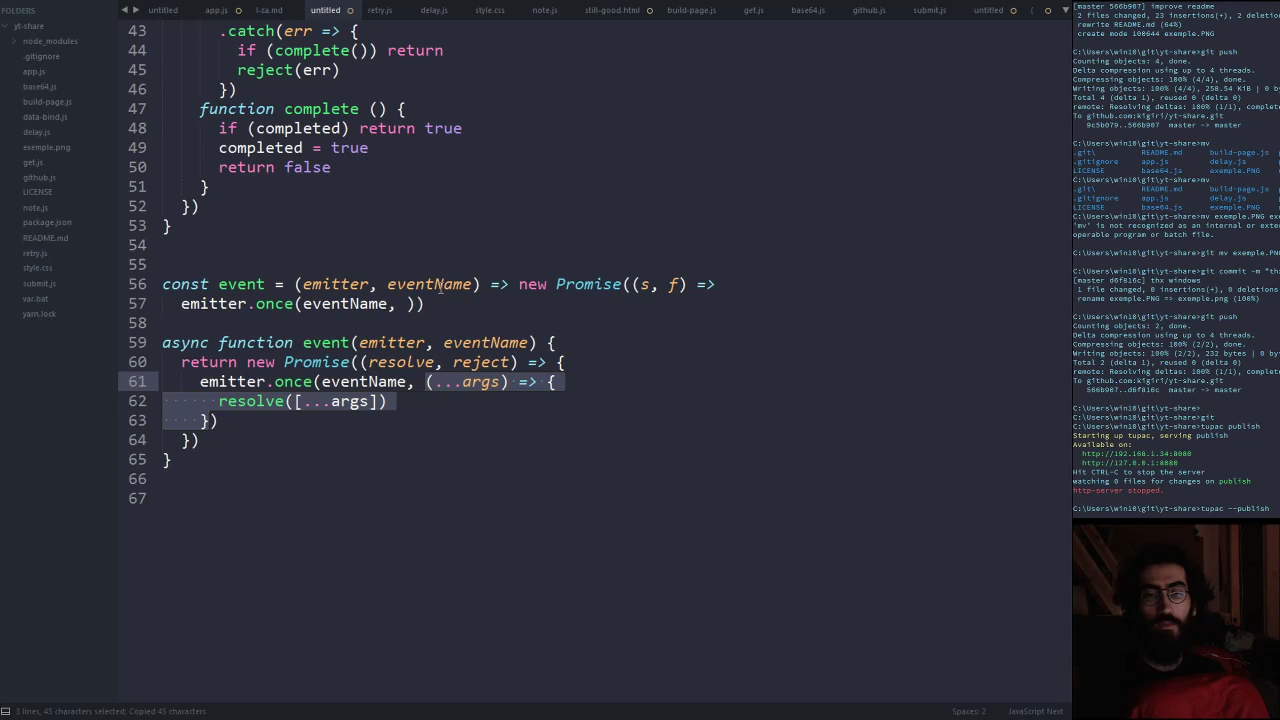 FOLDERS
yt-share
node_modules
.gitignore
app.js
base64.js
build-page.js
data-bind.js
delay.js
exemple.png
get.js
github.js
LICENSE
note.js
package.json
README.md
retry.js
style.css
submit.js
var.bat
yarn.lock
untitled app.js i-za.md untitled retry.js delay.js style.css note.js still-good.html build-page.js get.js base64.js github.js submit.js untitled (
43 .catch(err => {
44 if (complete()) return
45 reject(err)
46 })
47 function complete () {
48 if (completed) return true
49 completed = true
50 return false
51 }
52 })
53 }
54
55
56 const event = (emitter, eventName) => new Promise((s, f) =>
57 emitter.once(eventName, ))
58
59 async function event(emitter, eventName) {
60 return new Promise((resolve, reject) => {
61 emitter.once(eventName, (...args) => {
62 resolve([...args])
63 })
64 })
65 }
66
67
3 lines, 45 characters selected; Copied 45 characters
Spaces: 2 JavaScript Next
[master 566b907] improve readme
2 files changed, 23 insertions(+), 2 deletion
rewrite README.md (64%)
create mode 100644 exemple.PNG
C:\Users\win10\git\yt-share>git push
Counting objects: 4, done.
Delta compression using up to 4 threads.
Compressing objects: 100% (4/4), done.
Writing objects: 100% (4/4), 258.54 KiB | 0 by
Total 4 (delta 1), reused 0 (delta 0)
remote: Resolving deltas: 100% (1/1), complete
To github.com:kigiri/yt-share.git
9c5b079..566b907 master -> master
C:\Users\win10\git\yt-share>mv
.git\ README.md build-page.js
.gitignore app.js delay.js
LICENSE base64.js exemple.PNG
C:\Users\win10\git\yt-share>mv
.git\ README.md build-page.js
.gitignore app.js delay.js
LICENSE base64.js exemple.PNG
C:\Users\win10\git\yt-share>mv exemple.PNG exe
'mv' is not recognized as an internal or exte
operable program or batch file.
C:\Users\win10\git\yt-share>git mv exemple.PN
C:\Users\win10\git\yt-share>git commit -m "th
[master d6f816c] thx windows
1 file changed, 0 insertions(+), 0 deletions(
rename exemple.PNG => exemple.png (100%)
C:\Users\win10\git\yt-share>git push
Counting objects: 2, done.
Delta compression using up to 4 threads.
Compressing objects: 100% (2/2), done.
Writing objects: 100% (2/2), 232 bytes | 0 by
Total 2 (delta 1), reused 0 (delta 0)
remote: Resolving deltas: 100% (1/1), complete
To github.com:kigiri/yt-share.git
566b907..d6f816c master -> master
C:\Users\win10\git\yt-share>
C:\Users\win10\git\yt-share>git
C:\Users\win10\git\yt-share>tupac publish
Starting up tupac, serving publish
Available on:
http://192.168.1.34:8080
http://127.0.0.1:8080
Hit CTRL-C to stop the server
watching 0 files for changes on publish
http-server stopped.
C:\Users\win10\git\yt-share>tupac --publish